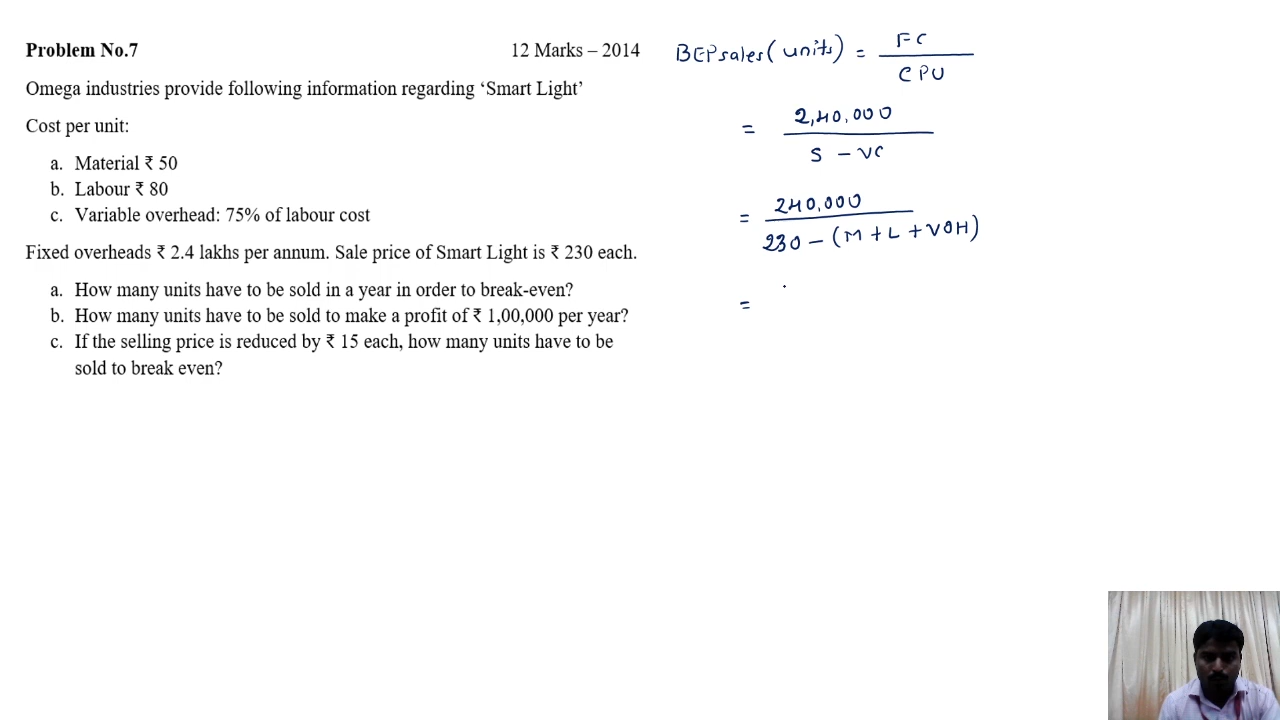 Problem No.7 12 Marks – 2014
Omega industries provide following information regarding ‘Smart Light’
Cost per unit:
a. Material ₹ 50
b. Labour ₹ 80
c. Variable overhead: 75% of labour cost
Fixed overheads ₹ 2.4 lakhs per annum. Sale price of Smart Light is ₹ 230 each.
a. How many units have to be sold in a year in order to break-even?
b. How many units have to be sold to make a profit of ₹ 1,00,000 per year?
c. If the selling price is reduced by ₹ 15 each, how many units have to be
sold to break even?
BEP sales (units) = FC
CPU
= 2,40,000
S - VC
= 240,000
230 - (M + L + VOH)
=